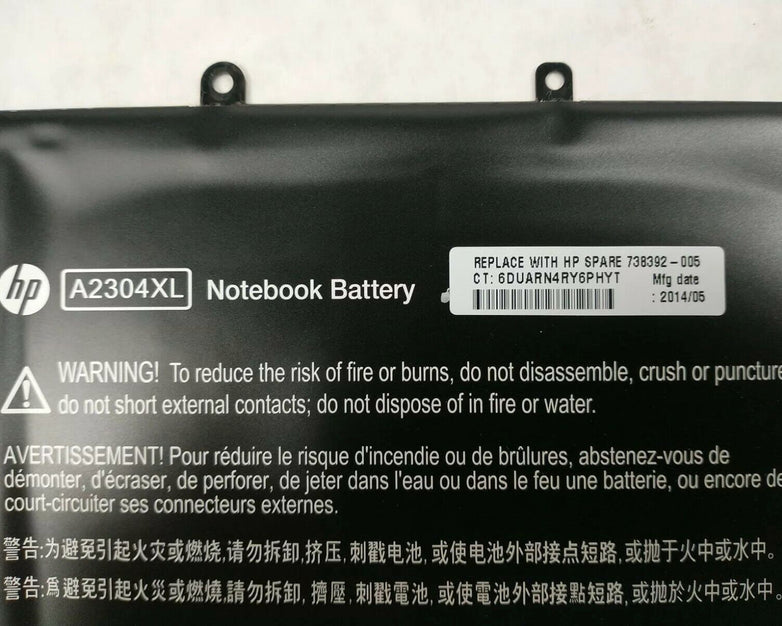 hp A2304XL Notebook Battery
REPLACE WITH HP SPARE 738392-005
CT: 6DUARN4RY6PHYT Mfg date
: 2014/05
WARNING! To reduce the risk of fire or burns, do not disassemble, crush or puncture
do not short external contacts; do not dispose of in fire or water.
AVERTISSEMENT! Pour réduire le risque d'incendie ou de brûlures, abstenez-vous de
démonter, d'écraser, de perforer, de jeter dans l'eau ou dans le feu une batterie, ou encore de
court-circuiter ses connecteurs externes.
警告:为避免引起火灾或燃烧,请勿拆卸,挤压,刺戳电池,或使电池外部接点短路,或抛于火中或水中。
警告:爲避免引起火災或燃燒,請勿拆卸,擠壓,刺戳電池,或使電池外部接點短路,或拋於火中或水中。